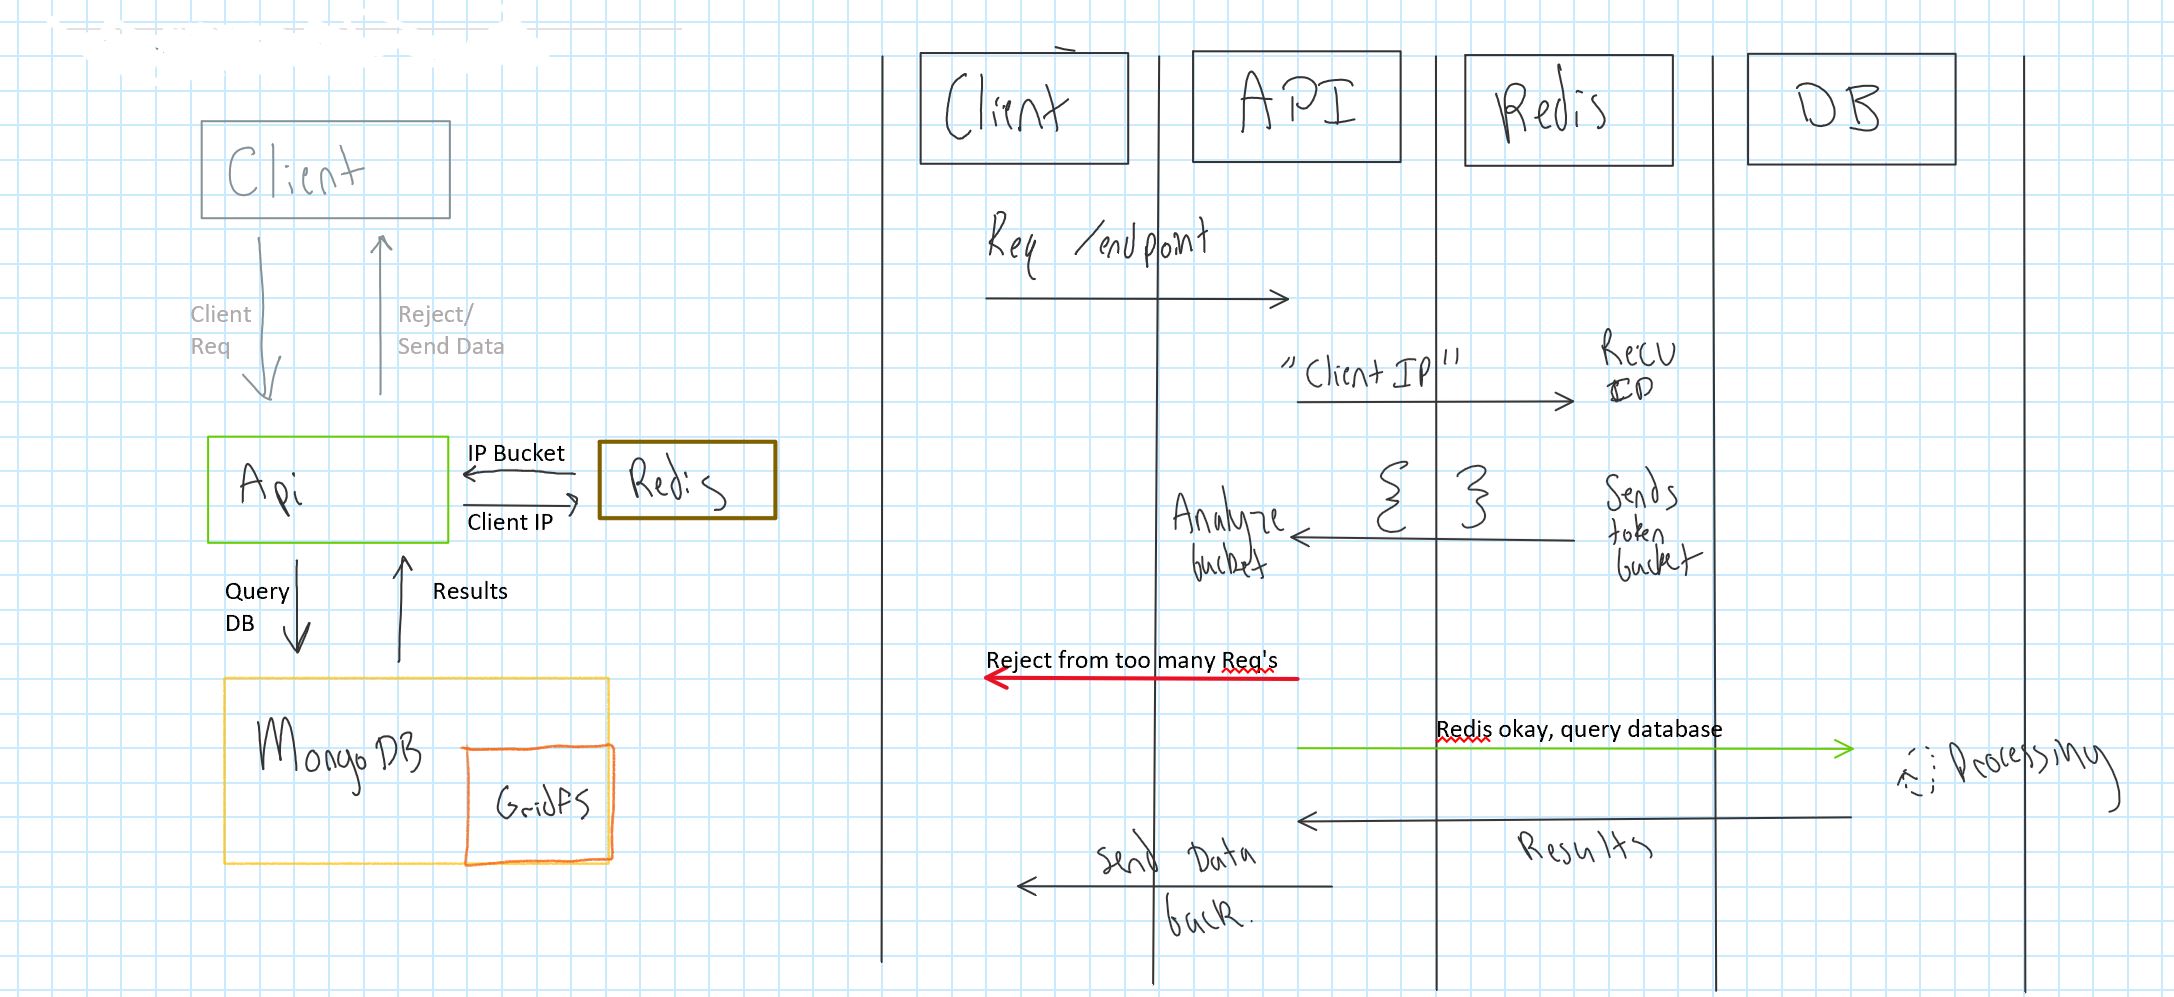 Client
Client
Req
Reject/
Send Data
Api
IP Bucket
Client IP
Redis
Query
DB
Results
MongoDB
GridFS
Client
API
Redis
DB
Req /endpoint
"Client IP"
Recv
IP
Analyze
bucket
{ }
Sends
token
bucket
Reject from too many Req's
Redis okay, query database
Processing
Results
Send Data
back.